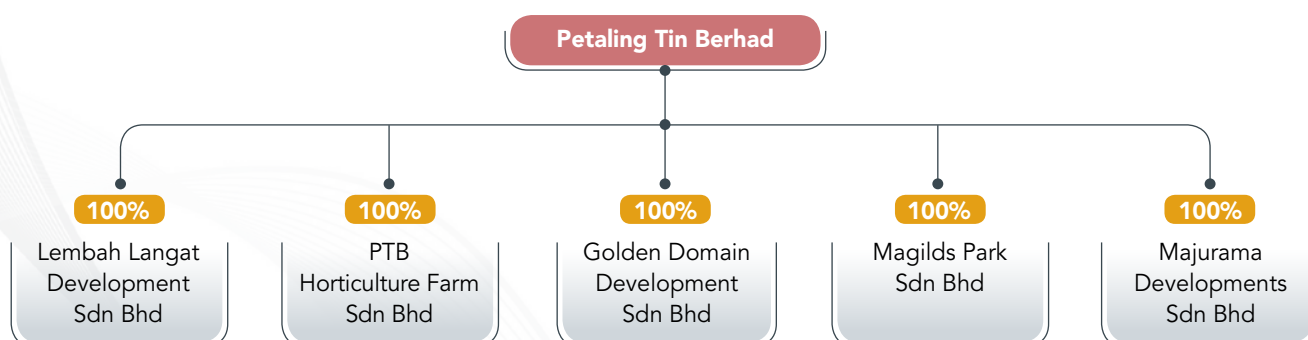 Petaling Tin Berhad
100%
Lembah Langat
Development
Sdn Bhd
100%
PTB
Horticulture Farm
Sdn Bhd
100%
Golden Domain
Development
Sdn Bhd
100%
Magilds Park
Sdn Bhd
100%
Majurama
Developments
Sdn Bhd